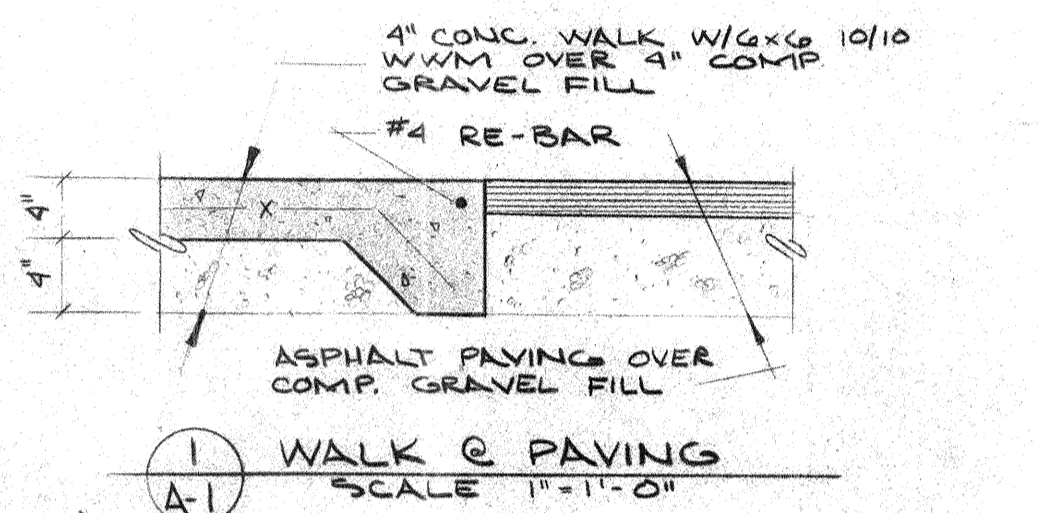 4" CONC. WALK W/6x6 10/10
WWM OVER 4" COMP.
GRAVEL FILL
#4 RE-BAR
4"
4"
X
ASPHALT PAVING OVER
COMP. GRAVEL FILL
1
A-1
WALK @ PAVING
SCALE 1"=1'-0"